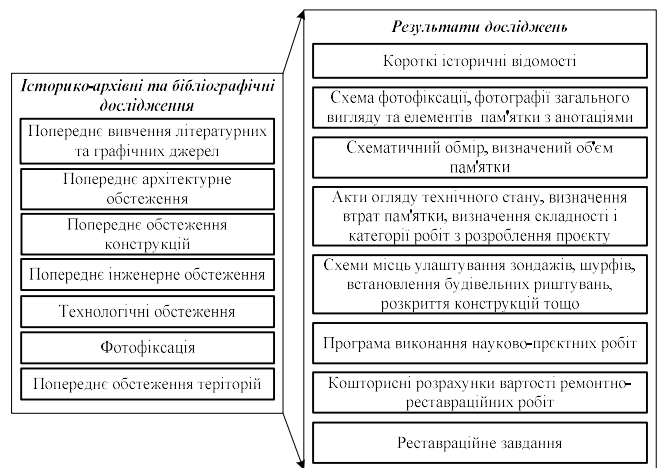 Історико-архівні та бібліографічні
дослідження
Попереднє вивчення літературних
та графічних джерел
Попереднє архітектурне
обстеження
Попереднє обстеження
конструкцій
Попереднє інженерне обстеження
Технологічні обстеження
Фотофіксація
Попереднє обстеження теріторій
Результати досліджень
Короткі історичні відомості
Схема фотофіксації, фотографії загального
вигляду та елементів пам'ятки з анотаціями
Схематичний обмір, визначений об'єм
пам'ятки
Акти огляду технічного стану, визначення
втрат пам'ятки, визначення складності і
категорії робіт з розроблення проєкту
Схеми місць улаштування зондажів, шурфів,
встановлення будівельних риштувань,
розкриття конструкцій тощо
Програма виконання науково-прєктних робіт
Кошторисні розрахунки вартості ремонтно-
реставраційних робіт
Реставраційне завдання